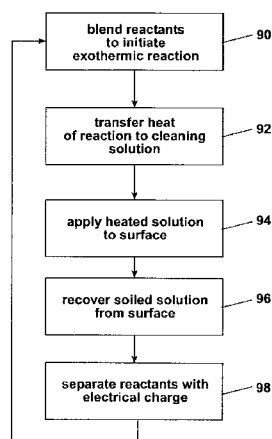 blend reactants
to initiate
exothermic reaction
90
transfer heat
of reaction to cleaning
solution
92
apply heated solution
to surface
94
recover soiled solution
from surface
96
separate reactants with
electrical charge
98